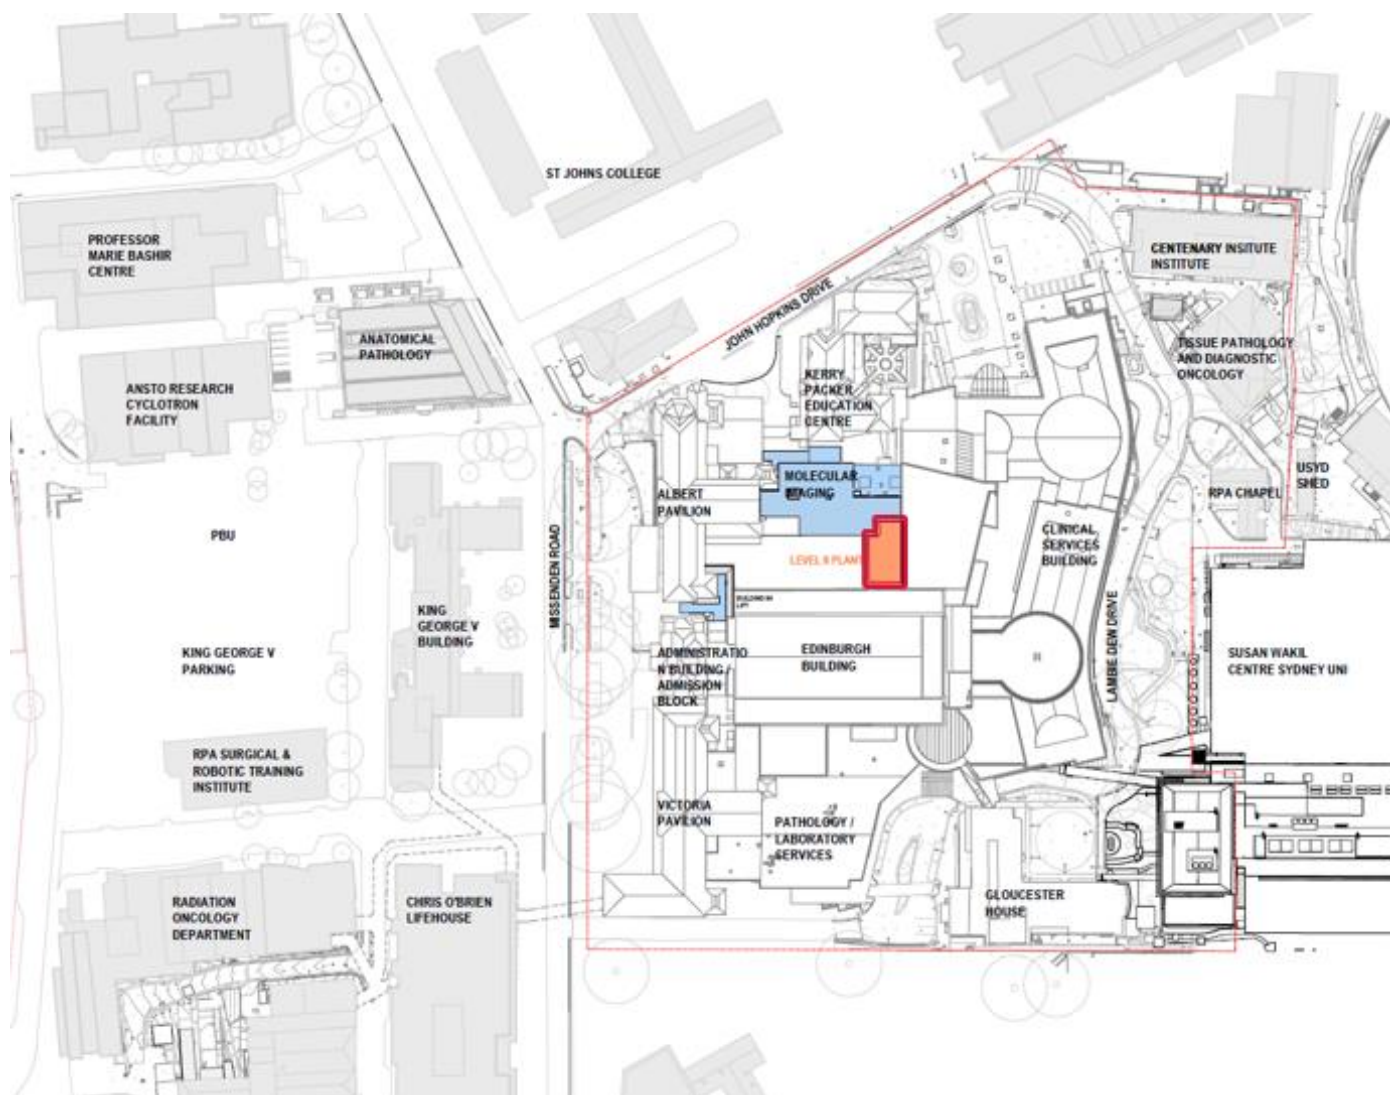 ST JOHNS COLLEGE
PROFESSOR
MARIE BASHIR
CENTRE
CENTENARY INSITUTE
INSTITUTE
JOHN HOPKINS DRIVE
ANATOMICAL
PATHOLOGY
TISSUE PATHOLOGY
AND DIAGNOSTIC
ONCOLOGY
ANSTO RESEARCH
CYCLOTRON
FACILITY
KERRY
PACKER
EDUCATION
CENTRE
MOLECULAR
IMAGING
USYD
SHED
RPA CHAPEL
ALBERT
PAVILION
PBU
MISSENDEN ROAD
LEVEL 8 PLANT
CLINICAL
SERVICES
BUILDING
KING
GEORGE V
BUILDING
LIFT
KING GEORGE V
PARKING
ADMINISTRATIO
N BUILDING /
ADMISSION
BLOCK
EDINBURGH
BUILDING
LAMBIE DEW DRIVE
SUSAN WAKIL
CENTRE SYDNEY UNI
RPA SURGICAL &
ROBOTIC TRAINING
INSTITUTE
VICTORIA
PAVILION
PATHOLOGY /
LABORATORY
SERVICES
RADIATION
ONCOLOGY
DEPARTMENT
CHRIS O'BRIEN
LIFEHOUSE
GLOUCESTER
HOUSE